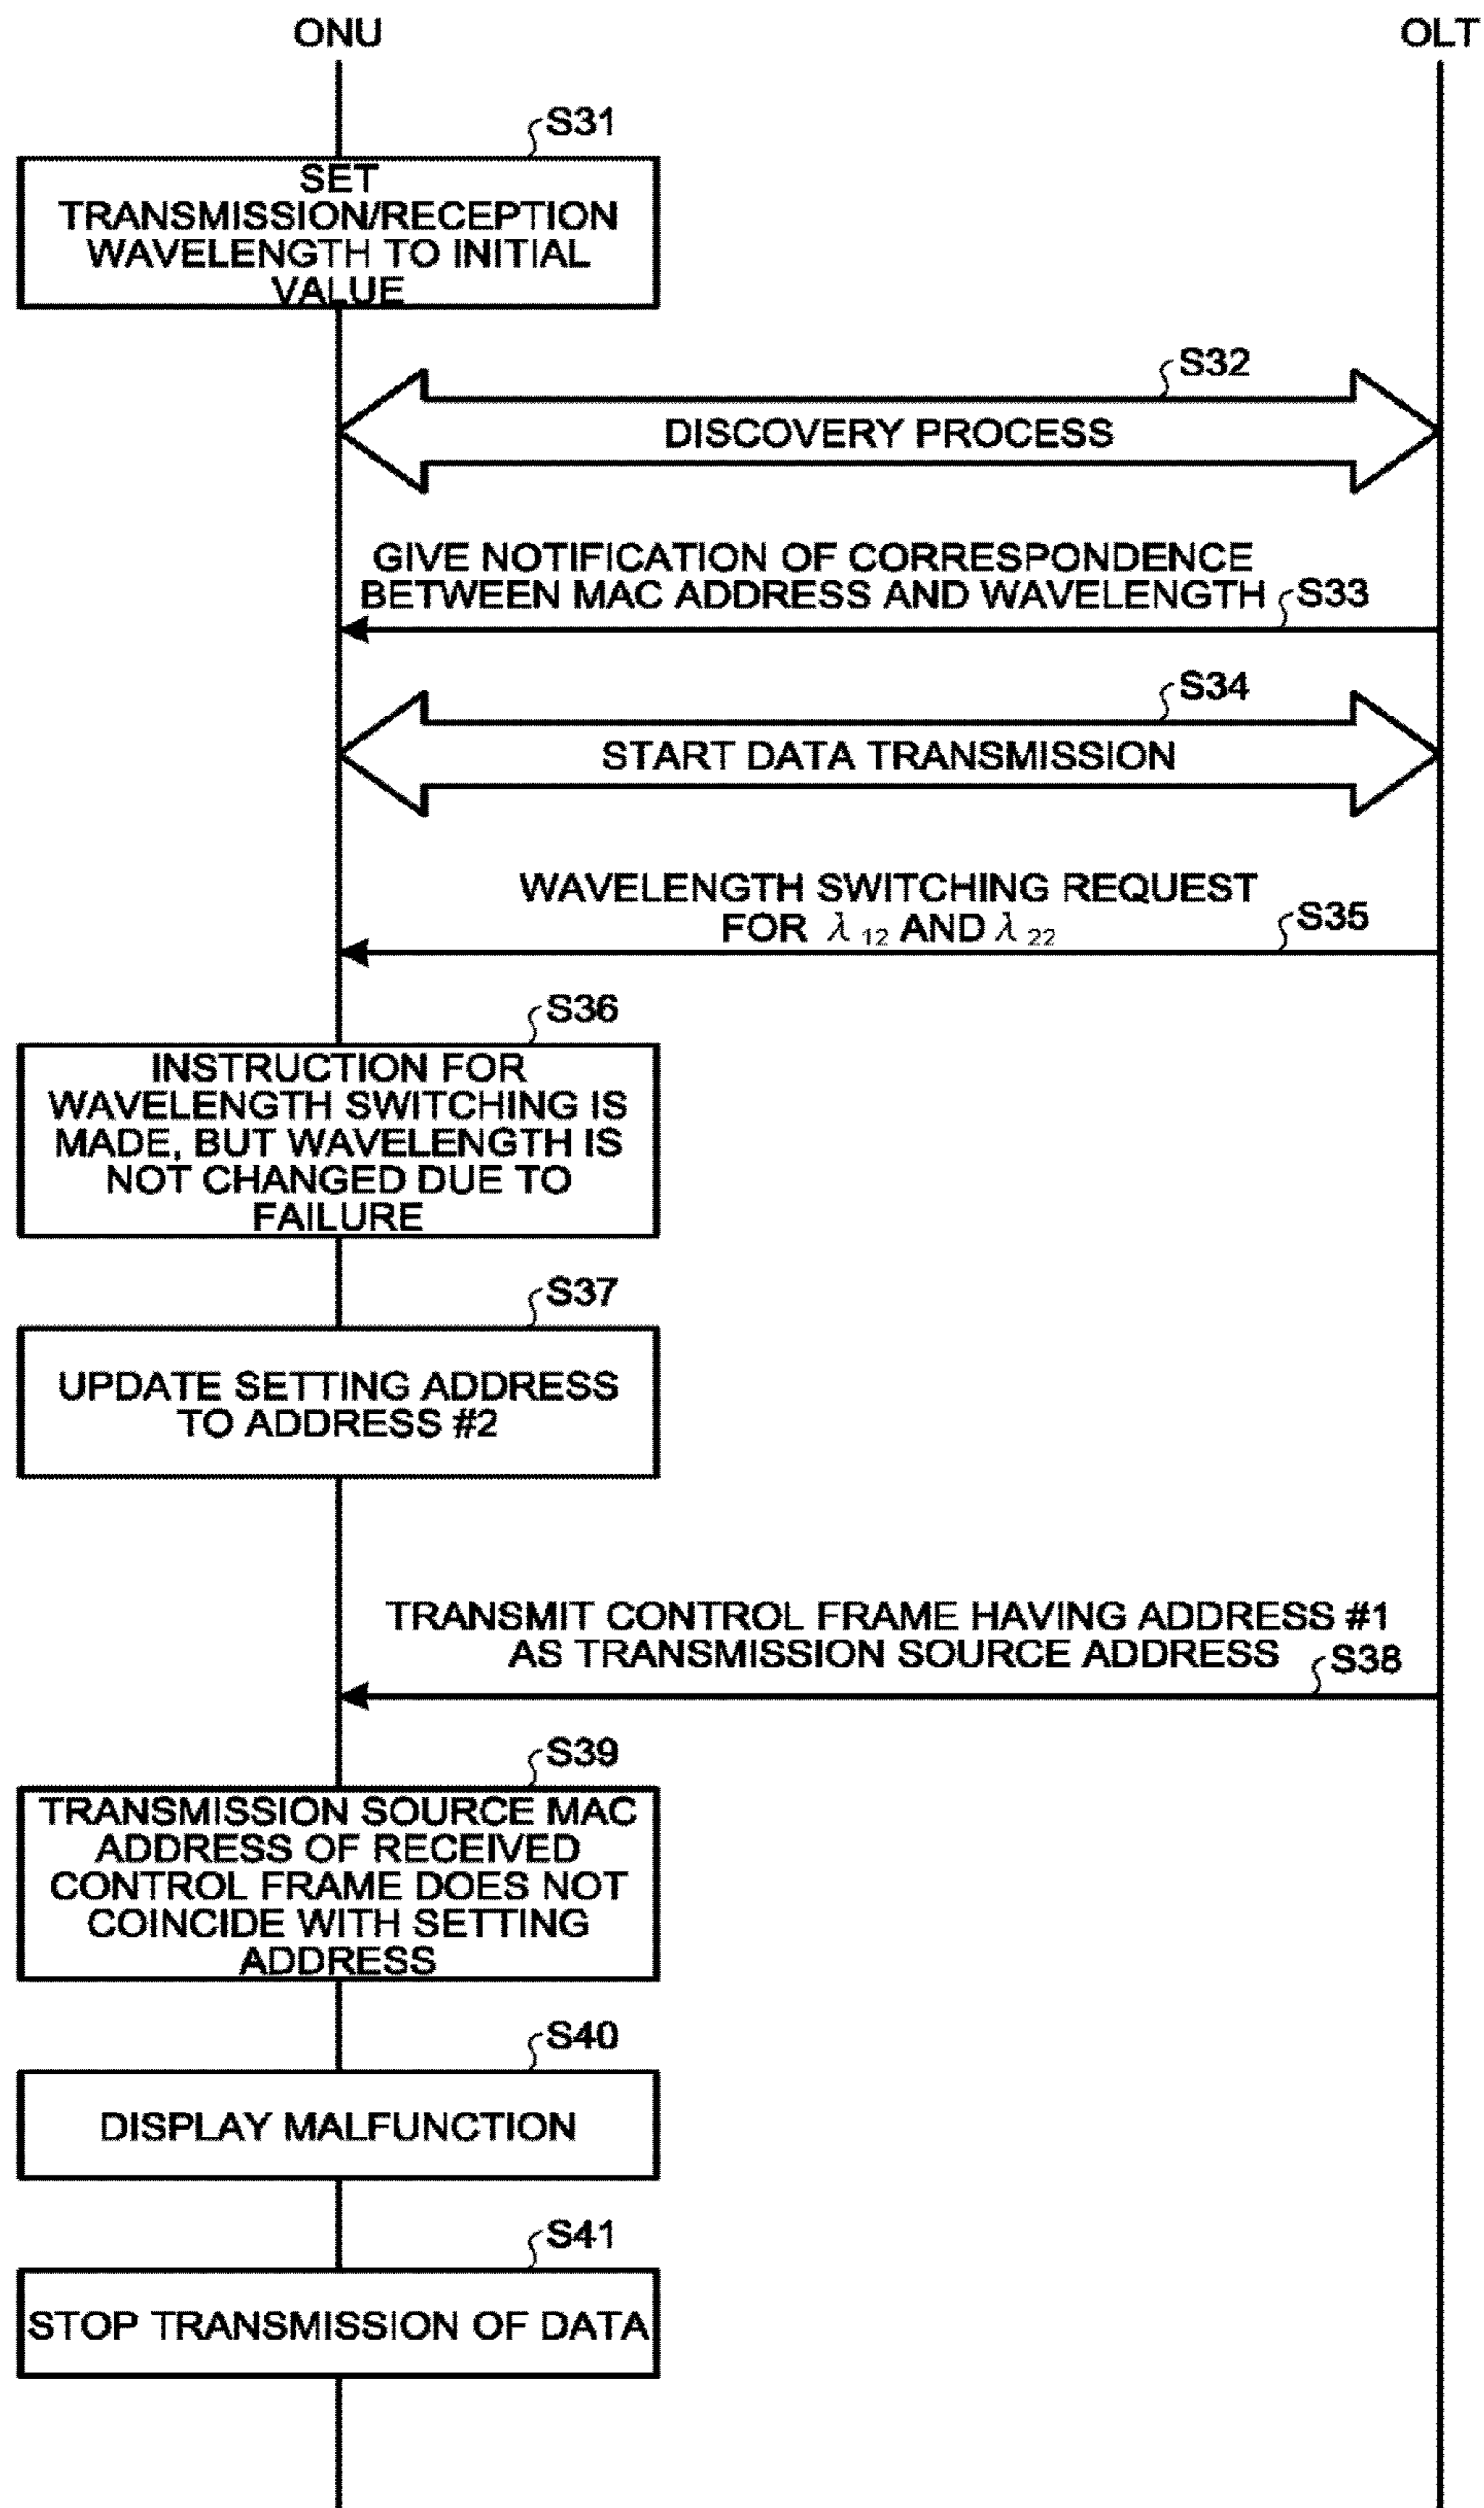 ONU
OLT
S31
SET
TRANSMISSION/RECEPTION
WAVELENGTH TO INITIAL
VALUE
S32
DISCOVERY PROCESS
GIVE NOTIFICATION OF CORRESPONDENCE
BETWEEN MAC ADDRESS AND WAVELENGTH
S33
S34
START DATA TRANSMISSION
WAVELENGTH SWITCHING REQUEST
FOR λ12 AND λ22
S35
S36
INSTRUCTION FOR
WAVELENGTH SWITCHING IS
MADE, BUT WAVELENGTH IS
NOT CHANGED DUE TO
FAILURE
S37
UPDATE SETTING ADDRESS
TO ADDRESS #2
TRANSMIT CONTROL FRAME HAVING ADDRESS #1
AS TRANSMISSION SOURCE ADDRESS
S38
S39
TRANSMISSION SOURCE MAC
ADDRESS OF RECEIVED
CONTROL FRAME DOES NOT
COINCIDE WITH SETTING
ADDRESS
S40
DISPLAY MALFUNCTION
S41
STOP TRANSMISSION OF DATA